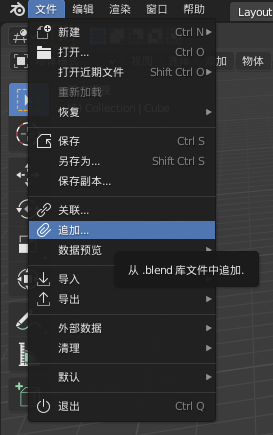 文件 编辑 渲染 窗口 帮助 Layout
新建 Ctrl N
打开... Ctrl O
打开近期文件 Shift Ctrl O
物体
重新加载
Collection | Cube
恢复
保存 Ctrl S
另存为... Shift Ctrl S
保存副本...
关联...
追加...
数据预览
从 .blend 库文件中追加.
导入
导出
外部数据
清理
默认
退出 Ctrl Q